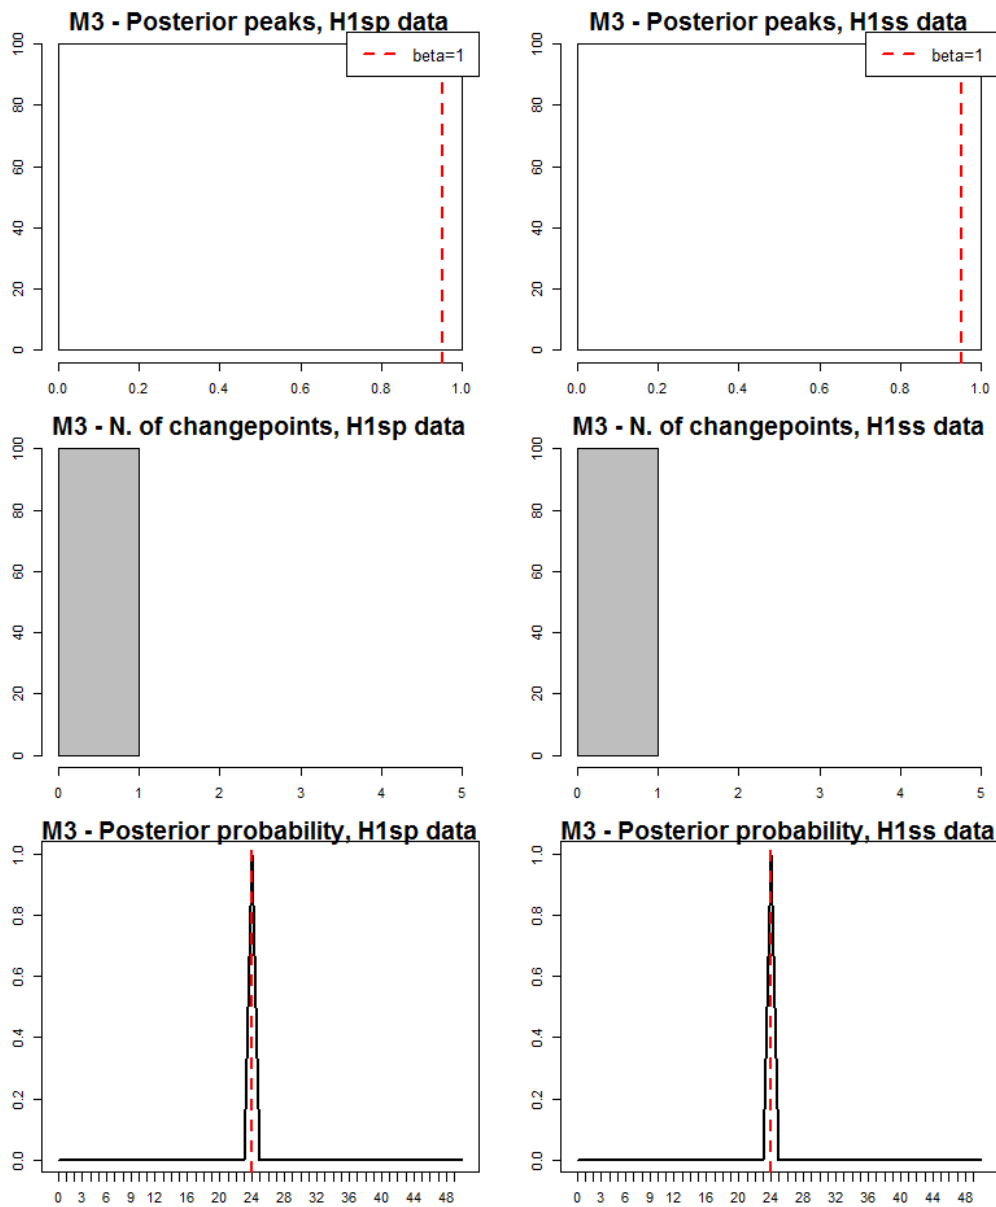 M3 - Posterior peaks, H1sp data
beta=1
100
80
60
40
20
0
0.0 0.2 0.4 0.6 0.8 1.0
M3 - Posterior peaks, H1ss data
beta=1
100
80
60
40
20
0
0.0 0.2 0.4 0.6 0.8 1.0
M3 - N. of changepoints, H1sp data
100
80
60
40
20
0
0 1 2 3 4 5
M3 - N. of changepoints, H1ss data
100
80
60
40
20
0
0 1 2 3 4 5
M3 - Posterior probability, H1sp data
1.0
0.8
0.6
0.4
0.2
0.0
0 3 6 9 12 16 20 24 28 32 36 40 44 48
M3 - Posterior probability, H1ss data
1.0
0.8
0.6
0.4
0.2
0.0
0 3 6 9 12 16 20 24 28 32 36 40 44 48